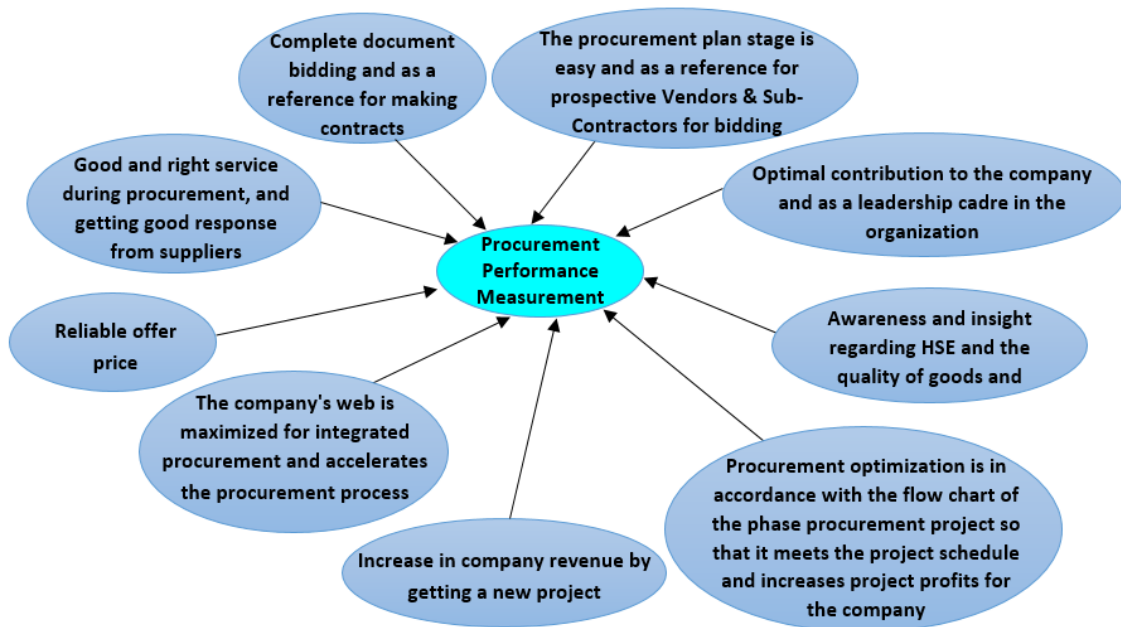 Complete document
bidding and as a
reference for making
contracts
The procurement plan stage is
easy and as a reference for
prospective Vendors & Sub-
Contractors for bidding
Good and right service
during procurement, and
getting good response
from suppliers
Optimal contribution to the company
and as a leadership cadre in the
organization
Procurement
Performance
Measurement
Reliable offer
price
Awareness and insight
regarding HSE and the
quality of goods and
The company's web is
maximized for integrated
procurement and accelerates
the procurement process
Procurement optimization is in
accordance with the flow chart of
the phase procurement project so
that it meets the project schedule
and increases project profits for
the company
Increase in company revenue by
getting a new project